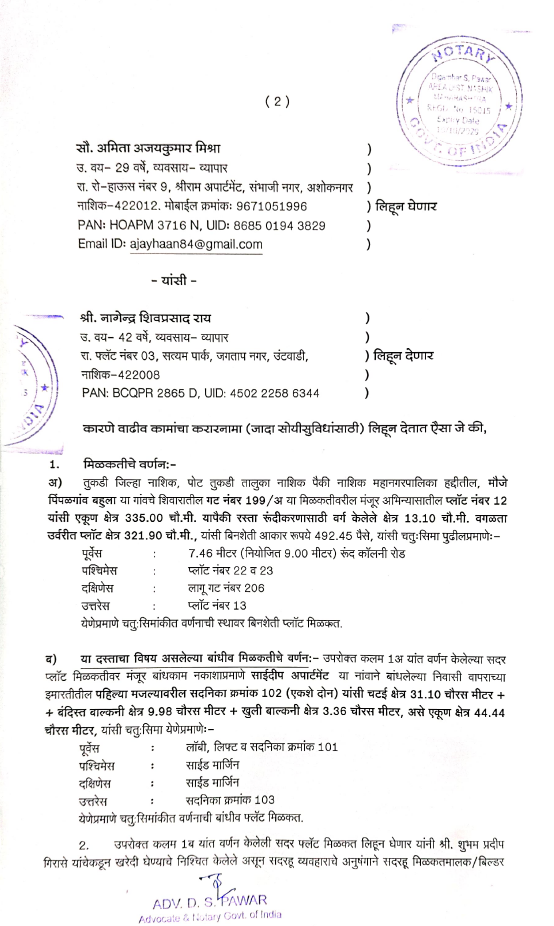 NOTARY
GOVT. OF INDIA
( 2 )
सौ. अमिता अजयकुमार मिश्रा )
उ. वय– 29 वर्षे, व्यवसाय– व्यापार )
रा. रो-हाऊस नंबर 9, श्रीराम अपार्टमेंट, संभाजी नगर, अशोकनगर )
नाशिक-422012. मोबाईल क्रमांकः 9671051996 ) लिहून घेणार
PAN: HOAPM 3716 N, UID: 8685 0194 3829 )
Email ID: ajayhaan84@gmail.com )
- यांसी -
श्री. नागेन्द्र शिवप्रसाद राय )
उ. वय– 42 वर्षे, व्यवसाय– व्यापार )
रा. फ्लॅट नंबर 03, सत्यम पार्क, जगताप नगर, उंटवाडी, ) लिहून देणार
नाशिक–422008 )
PAN: BCQPR 2865 D, UID: 4502 2258 6344 )
कारणे वाढीव कामांचा करारनामा (जादा सोयीसुविधांसाठी) लिहून देतात ऐसा जे की,
1. मिळकतीचे वर्णन:–
अ) तुकडी जिल्हा नाशिक, पोट तुकडी तालुका नाशिक पैकी नाशिक महानगरपालिका हद्दीतील, मौजे
पिंपळगांव बहुला या गांवचे शिवारातील गट नंबर 199/अ या मिळकतीवरील मंजूर अभिन्यासातील प्लॉट नंबर 12
यांसी एकूण क्षेत्र 335.00 चौ.मी. यापैकी रस्ता रूंदीकरणासाठी वर्ग केलेले क्षेत्र 13.10 चौ.मी. वगळता
उर्वरीत प्लॉट क्षेत्र 321.90 चौ.मी., यांसी बिनशेती आकार रूपये 492.45 पैसे, यांसी चतु:सिमा पुढीलप्रमाणे:–
पूर्वेस : 7.46 मीटर (नियोजित 9.00 मीटर) रूंद कॉलनी रोड
पश्चिमेस : प्लॉट नंबर 22 व 23
दक्षिणेस : लागू गट नंबर 206
उत्तरेस : प्लॉट नंबर 13
येणेप्रमाणे चतु:सिमांकीत वर्णनाची स्थावर बिनशेती प्लॉट मिळकत.
ब) या दस्ताचा विषय असलेल्या बांधीव मिळकतीचे वर्णन:– उपरोक्त कलम 1अ यांत वर्णन केलेल्या सदर
प्लॉट मिळकतीवर मंजूर बांधकाम नकाशाप्रमाणे साईदीप अपार्टमेंट या नांवाने बांधलेल्या निवासी वापराच्या
इमारतीतील पहिल्या मजल्यावरील सदनिका क्रमांक 102 (एकशे दोन) यांसी चटई क्षेत्र 31.10 चौरस मिटर +
+ बंदिस्त बाल्कनी क्षेत्र 9.98 चौरस मिटर + खुली बाल्कनी क्षेत्र 3.36 चौरस मिटर, असे एकूण क्षेत्र 44.44
चौरस मिटर, यांसी चतु:सिमा येणेप्रमाणे:–
पूर्वेस : लॉबी, लिफ्ट व सदनिका क्रमांक 101
पश्चिमेस : साईड मार्जिन
दक्षिणेस : साईड मार्जिन
उत्तरेस : सदनिका क्रमांक 103
येणेप्रमाणे चतु:सिमांकीत वर्णनाची बांधीव फ्लॅट मिळकत.
2. उपरोक्त कलम 1ब यांत वर्णन केलेली सदर फ्लॅट मिळकत लिहून घेणार यांनी श्री. शुभम प्रदीप
गिरासे यांचेकडून खरेदी घेण्याचे निश्चित केलेले असून सदरहू व्यवहाराचे अनुषंगाने सदरहू मिळकतमालक/बिल्डर
ADV. D. S. PAWAR
Advocate & Notary Govt. of India